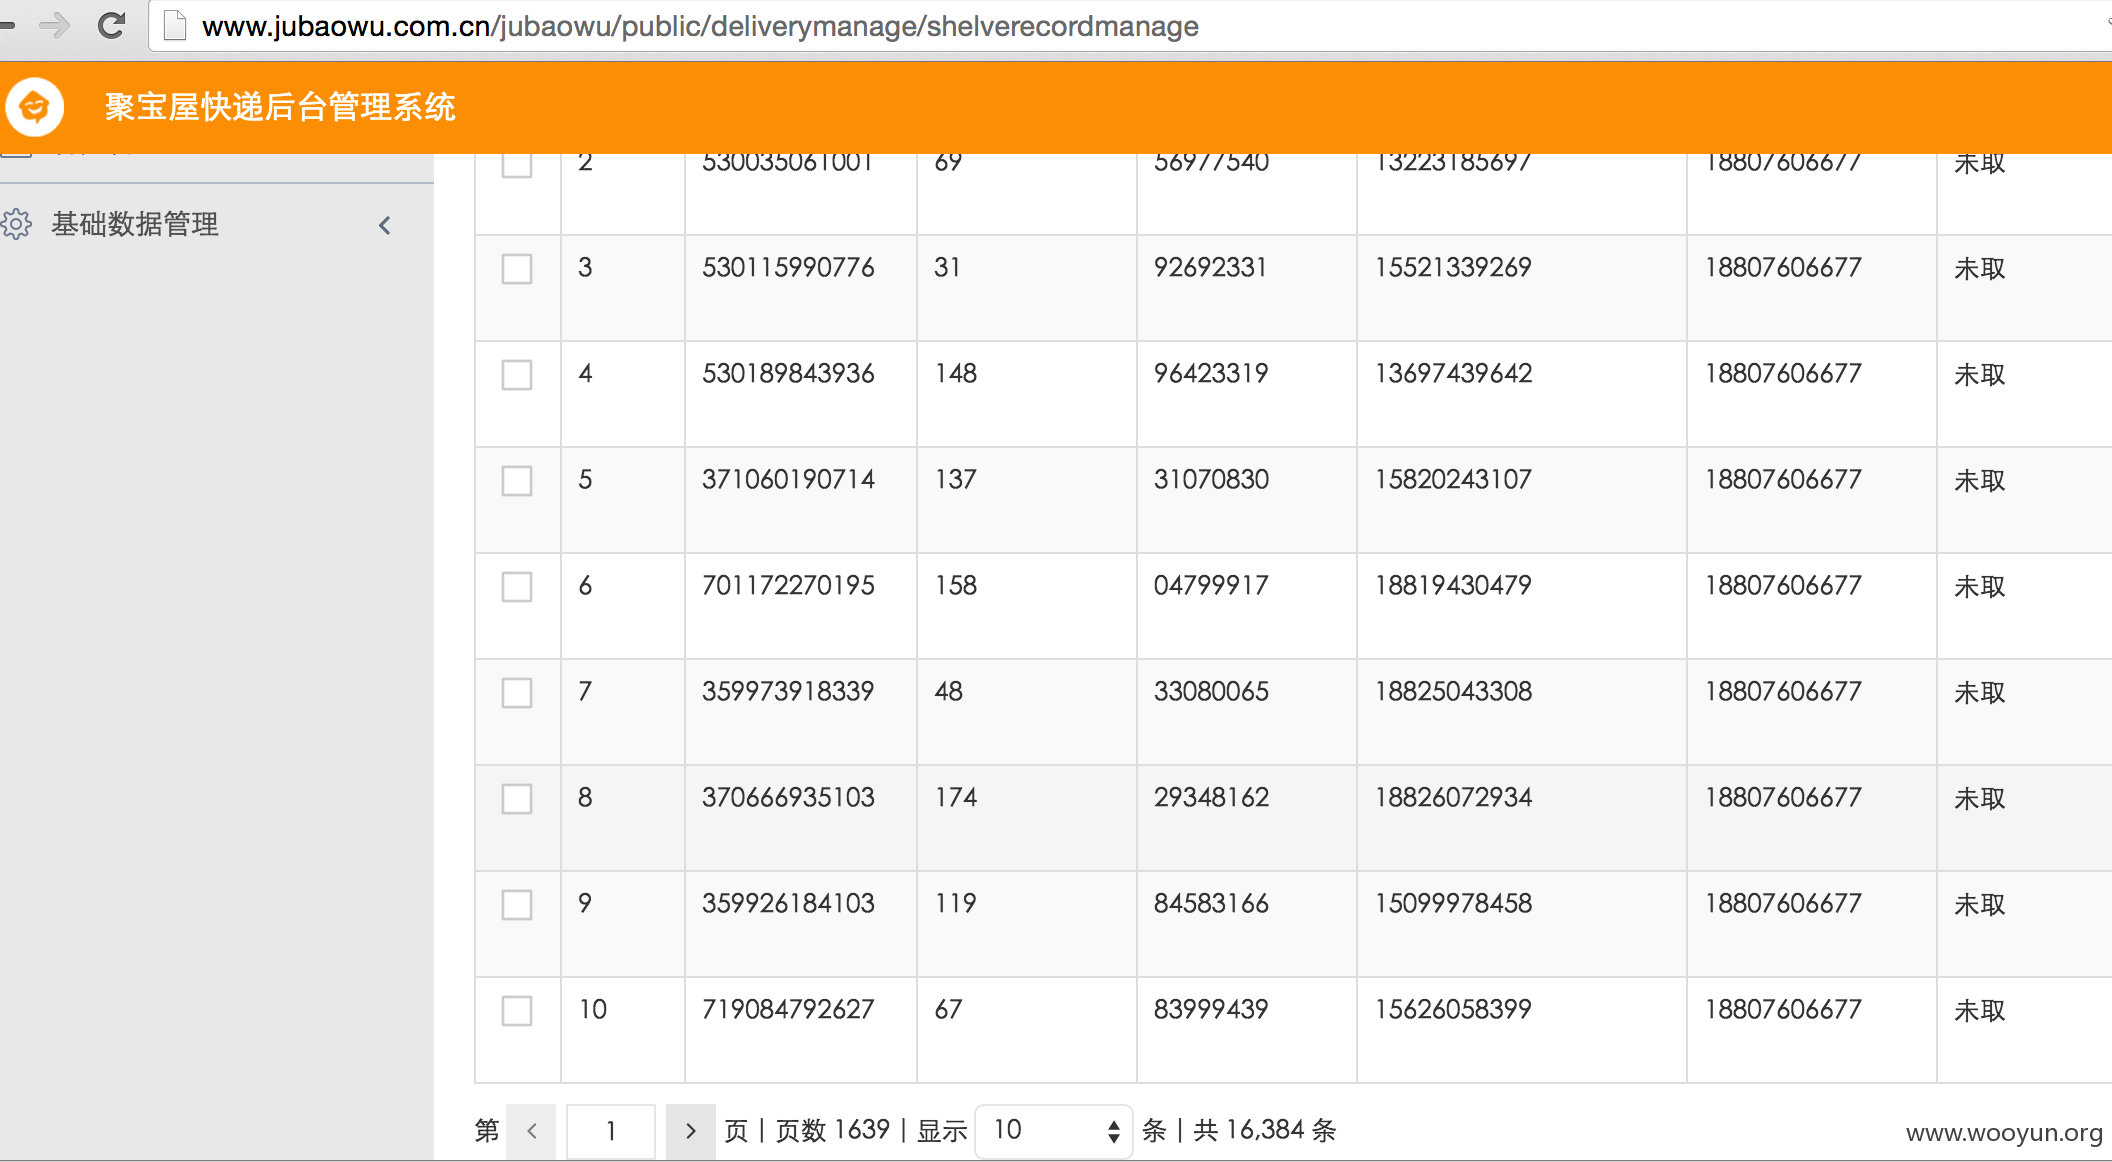 www.jubaowu.com.cn/jubaowu/public/deliverymanage/shelverecordmanage
聚宝屋快递后台管理系统
2 530035061001 69 56977540 13223185697 18807606677 未取
基础数据管理
3 530115990776 31 92692331 15521339269 18807606677 未取
4 530189843936 148 96423319 13697439642 18807606677 未取
5 371060190714 137 31070830 15820243107 18807606677 未取
6 701172270195 158 04799917 18819430479 18807606677 未取
7 359973918339 48 33080065 18825043308 18807606677 未取
8 370666935103 174 29348162 18826072934 18807606677 未取
9 359926184103 119 84583166 15099978458 18807606677 未取
10 719084792627 67 83999439 15626058399 18807606677 未取
第 1 页 | 页数 1639 | 显示 10 条 | 共 16,384 条
www.wooyun.org